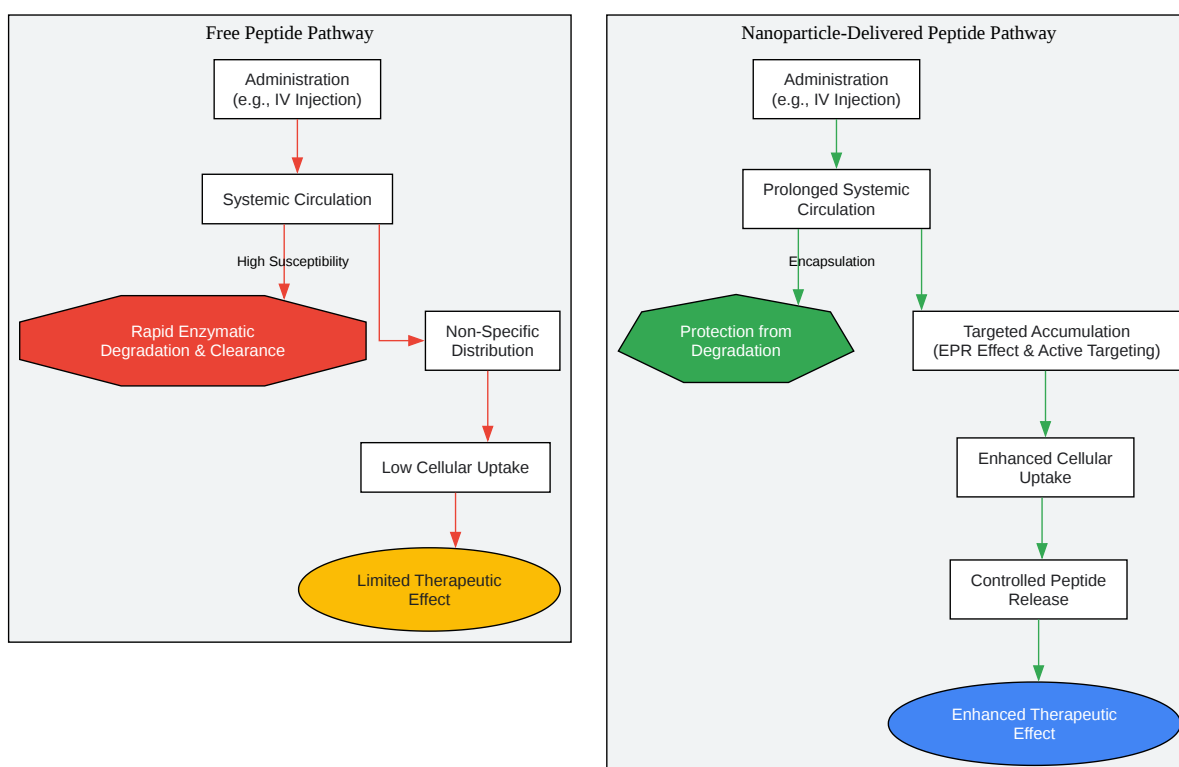 Free Peptide Pathway
Administration
(e.g., IV Injection)
Systemic Circulation
High Susceptibility
Rapid Enzymatic
Degradation & Clearance
Non-Specific
Distribution
Low Cellular Uptake
Limited Therapeutic
Effect
Nanoparticle-Delivered Peptide Pathway
Administration
(e.g., IV Injection)
Prolonged Systemic
Circulation
Encapsulation
Protection from
Degradation
Targeted Accumulation
(EPR Effect & Active Targeting)
Enhanced Cellular
Uptake
Controlled Peptide
Release
Enhanced Therapeutic
Effect